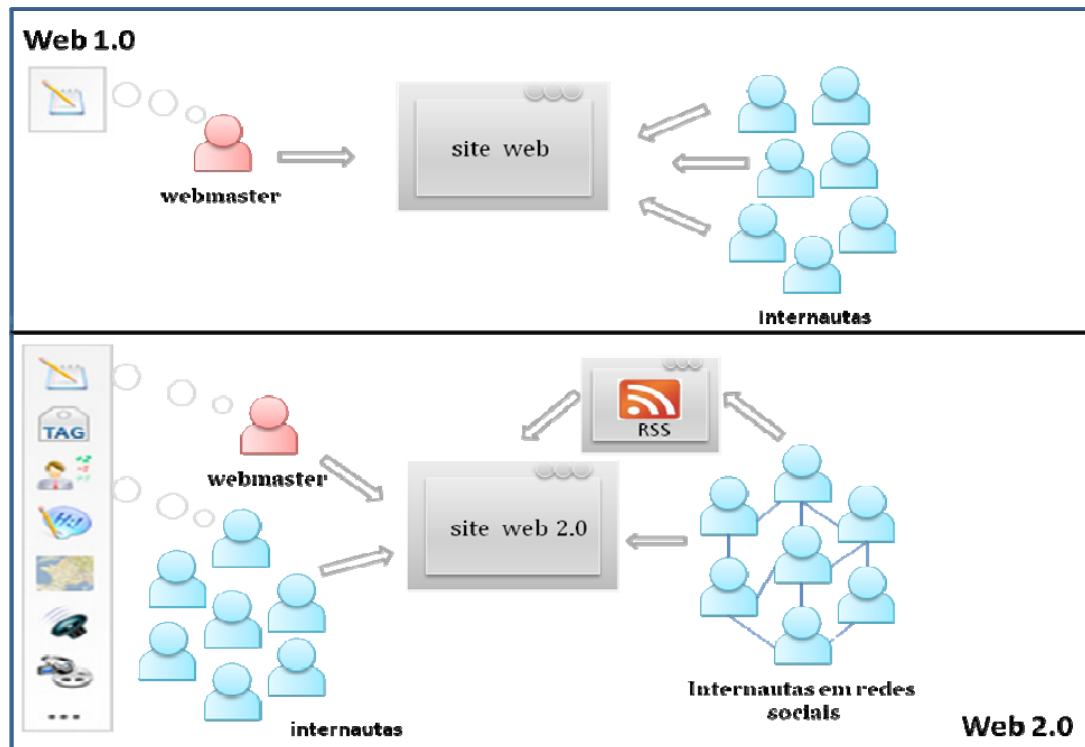 Web 1.0
site web
webmaster
internautas
TAG
RSS
webmaster
site web 2.0
Internautas em redes
sociais
internautas
Web 2.0